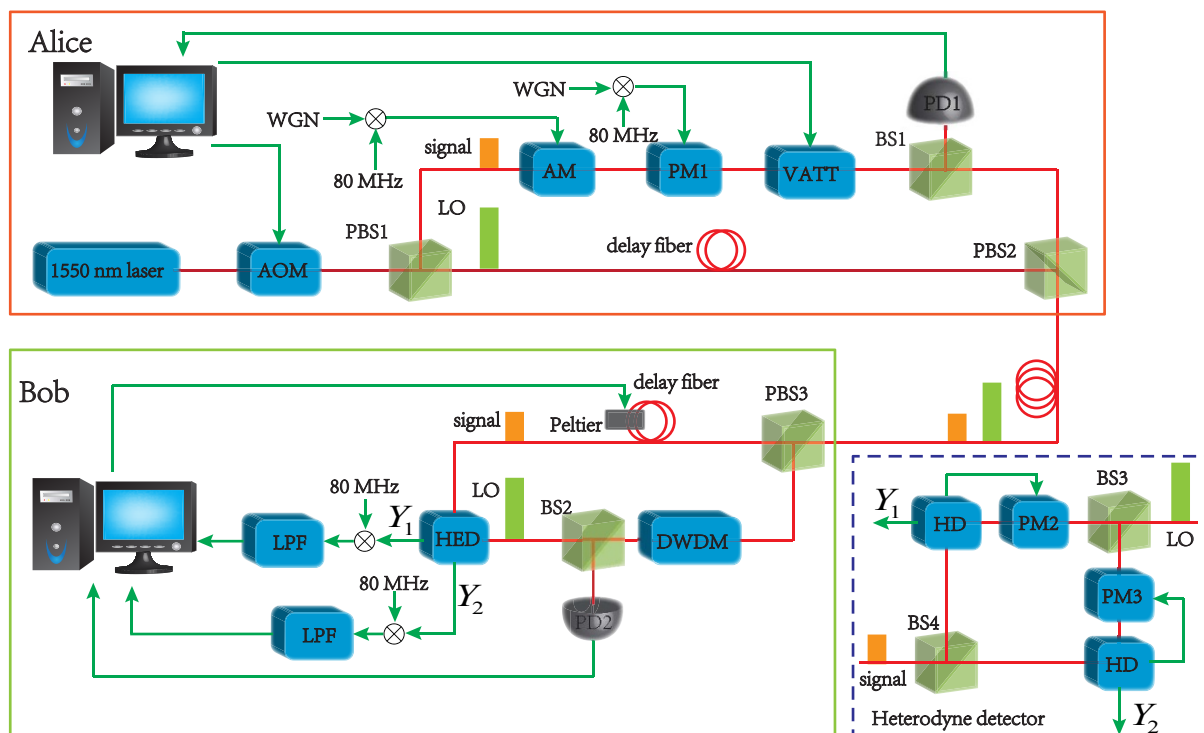 Alice
WGN
80 MHz
WGN
80 MHz
PD1
BS1
signal
AM
PM1
VATT
LO
PBS1
delay fiber
PBS2
1550 nm laser
AOM
Bob
delay fiber
Peltier
PBS3
signal
LO
80 MHz
Y1
BS2
LPF
HED
DWDM
80 MHz
Y2
LPF
PD2
BS3
Y1
HD
PM2
LO
PM3
BS4
HD
signal
Heterodyne detector
Y2